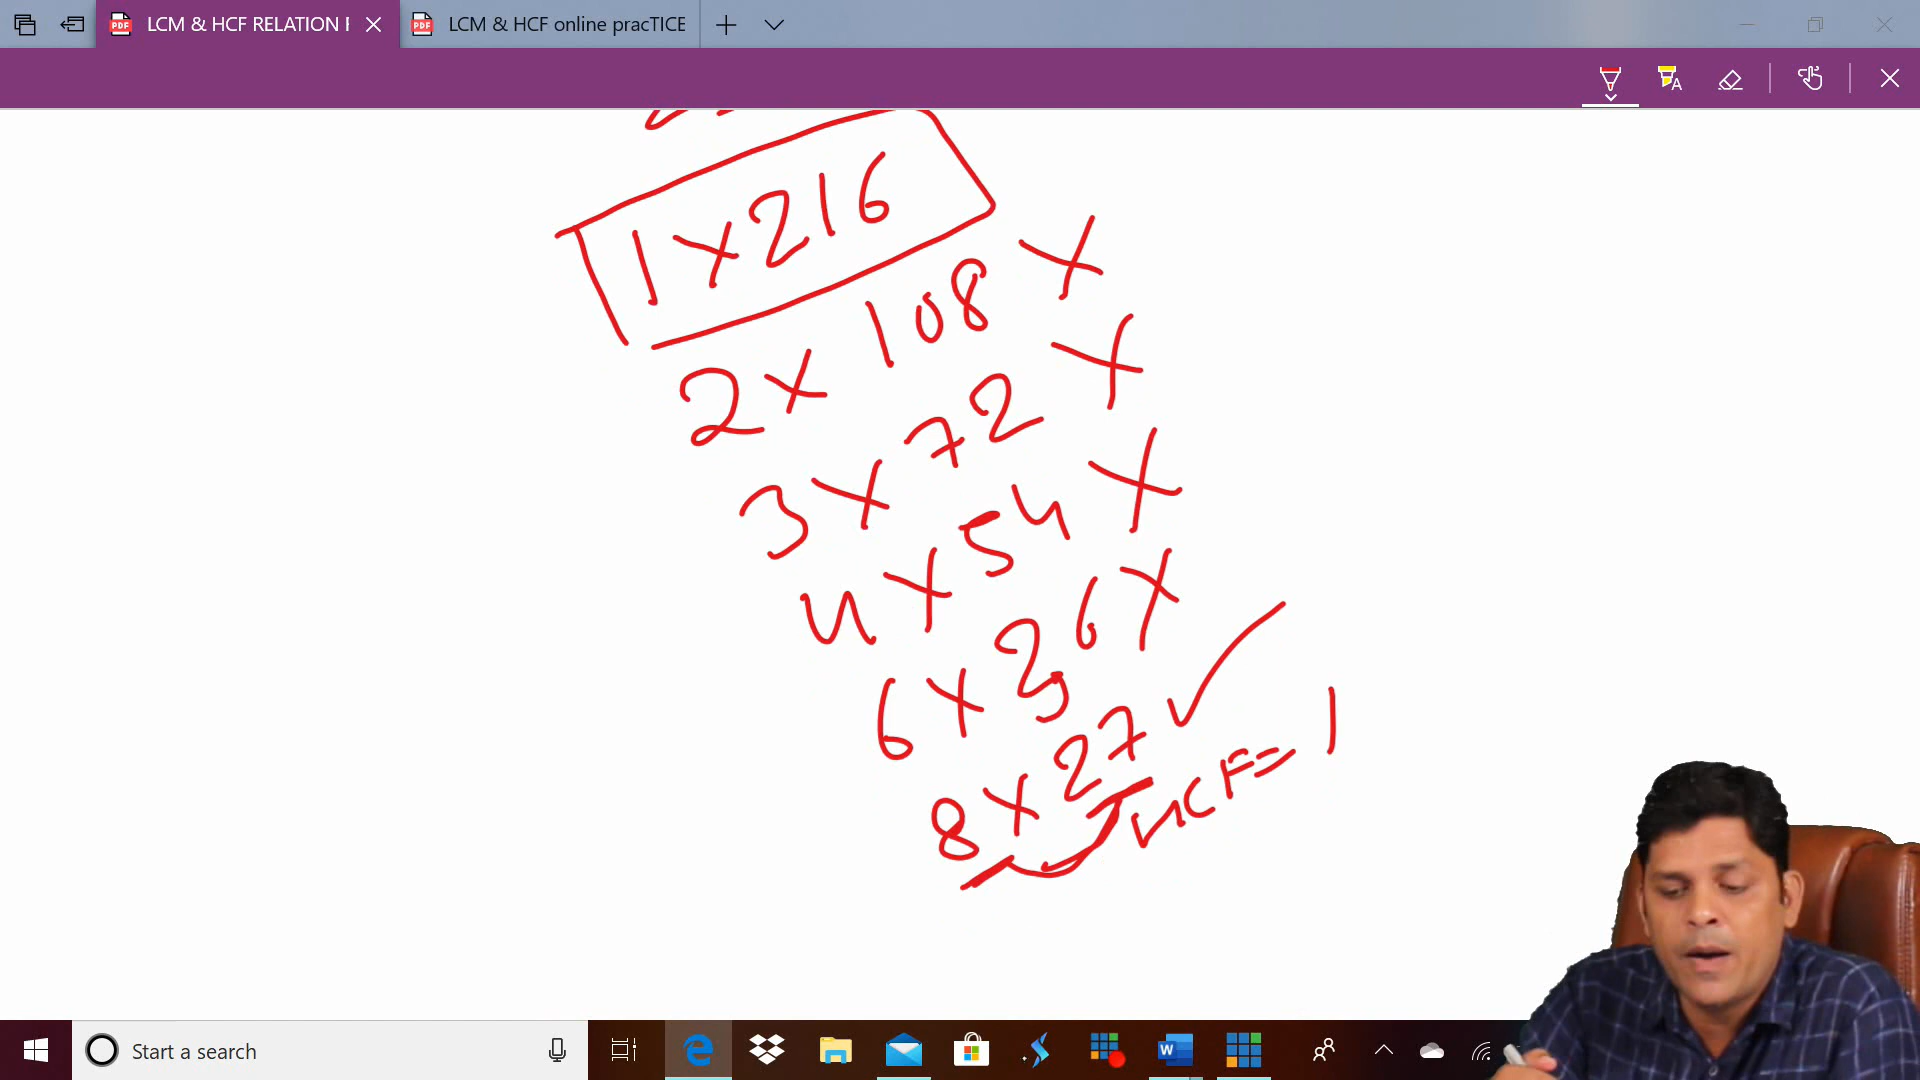 LCM & HCF RELATION F
LCM & HCF online pracTICE
1 x 216
2 x 108 x
3 x 72 x
4 x 54 x
6 x 36 x
8 x 27 ✓
HCF = 1
Start a search